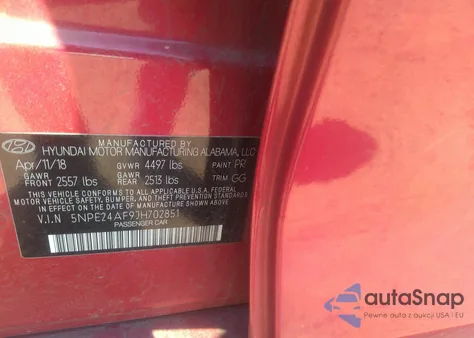 MANUFACTURED BY
HYUNDAI MOTOR MANUFACTURING ALABAMA, LLC
Apr/11/18 GVWR 4497 lbs PAINT PR
GAWR FRONT 2557 lbs GAWR REAR 2513 lbs TRIM GG
THIS VEHICLE CONFORMS TO ALL APPLICABLE U.S.A. FEDERAL
MOTOR VEHICLE SAFETY, BUMPER, AND THEFT PREVENTION STANDARDS
IN EFFECT ON THE DATE OF MANUFACTURE SHOWN ABOVE.
V.I.N 5NPE24AF9JH702851
PASSENGER CAR
autoSnap
Pewne auta z aukcji USA i EU